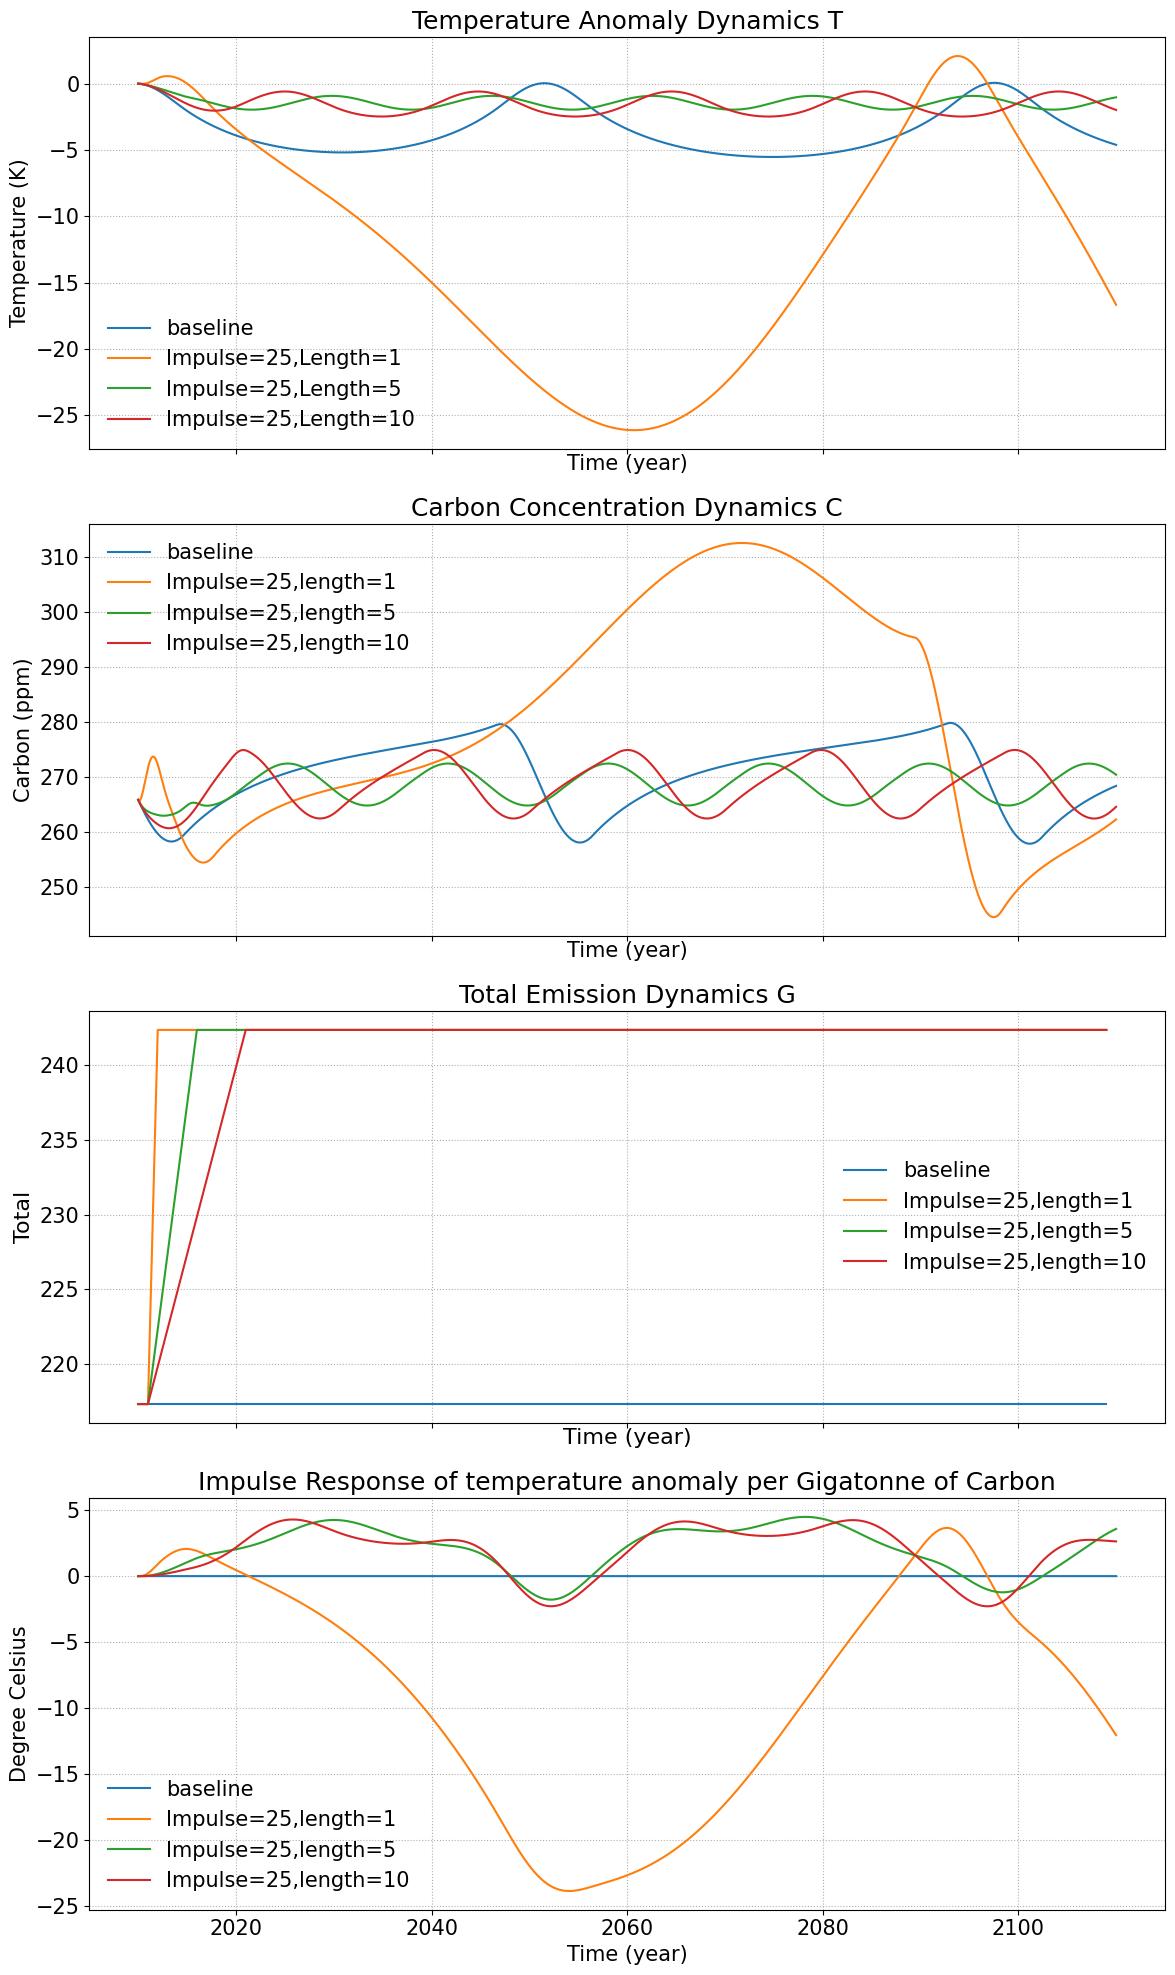 Temperature Anomaly Dynamics T
Temperature (K)
0
−5
−10
−15
−20
−25
baseline
Impulse=25,Length=1
Impulse=25,Length=5
Impulse=25,Length=10
Time (year)
Carbon Concentration Dynamics C
Carbon (ppm)
310
300
290
280
270
260
250
baseline
Impulse=25,length=1
Impulse=25,length=5
Impulse=25,length=10
Time (year)
Total Emission Dynamics G
Total
240
235
230
225
220
baseline
Impulse=25,length=1
Impulse=25,length=5
Impulse=25,length=10
Time (year)
Impulse Response of temperature anomaly per Gigatonne of Carbon
Degree Celsius
5
0
−5
−10
−15
−20
−25
baseline
Impulse=25,length=1
Impulse=25,length=5
Impulse=25,length=10
2020 2040 2060 2080 2100
Time (year)